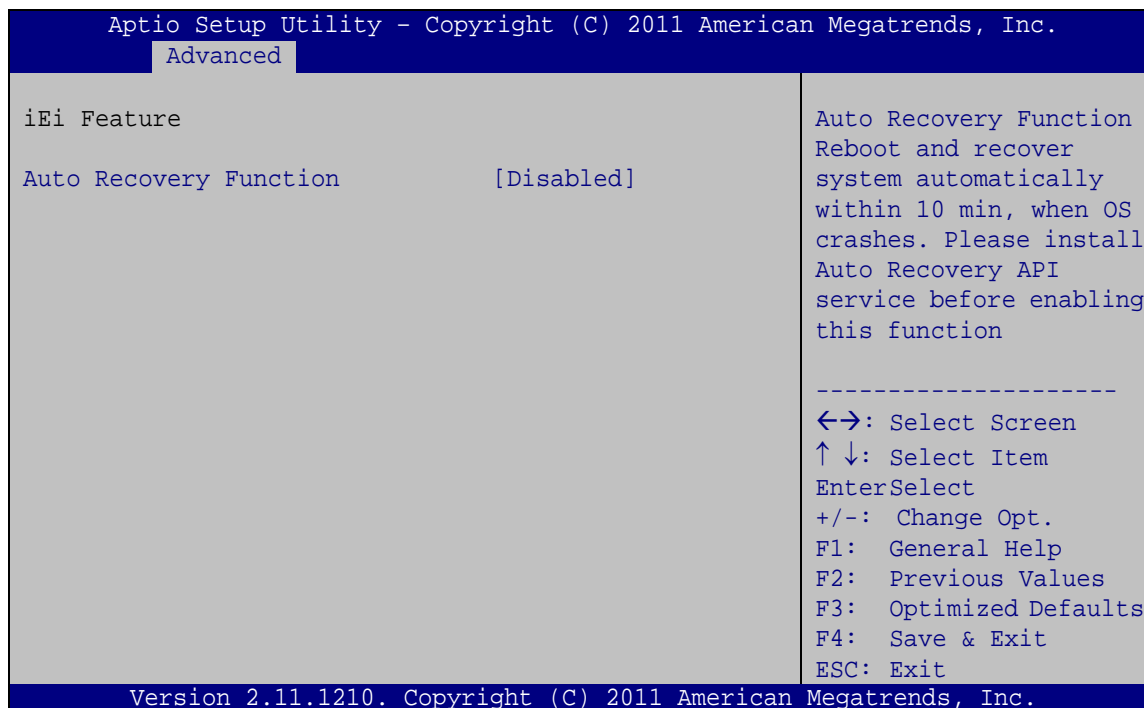 Aptio Setup Utility – Copyright (C) 2011 American Megatrends, Inc.
Advanced
iEi Feature
Auto Recovery Function [Disabled]
Auto Recovery Function
Reboot and recover
system automatically
within 10 min, when OS
crashes. Please install
Auto Recovery API
service before enabling
this function
---------------------
←→: Select Screen
↑ ↓: Select Item
EnterSelect
+/-: Change Opt.
F1: General Help
F2: Previous Values
F3: Optimized Defaults
F4: Save & Exit
ESC: Exit
Version 2.11.1210. Copyright (C) 2011 American Megatrends, Inc.